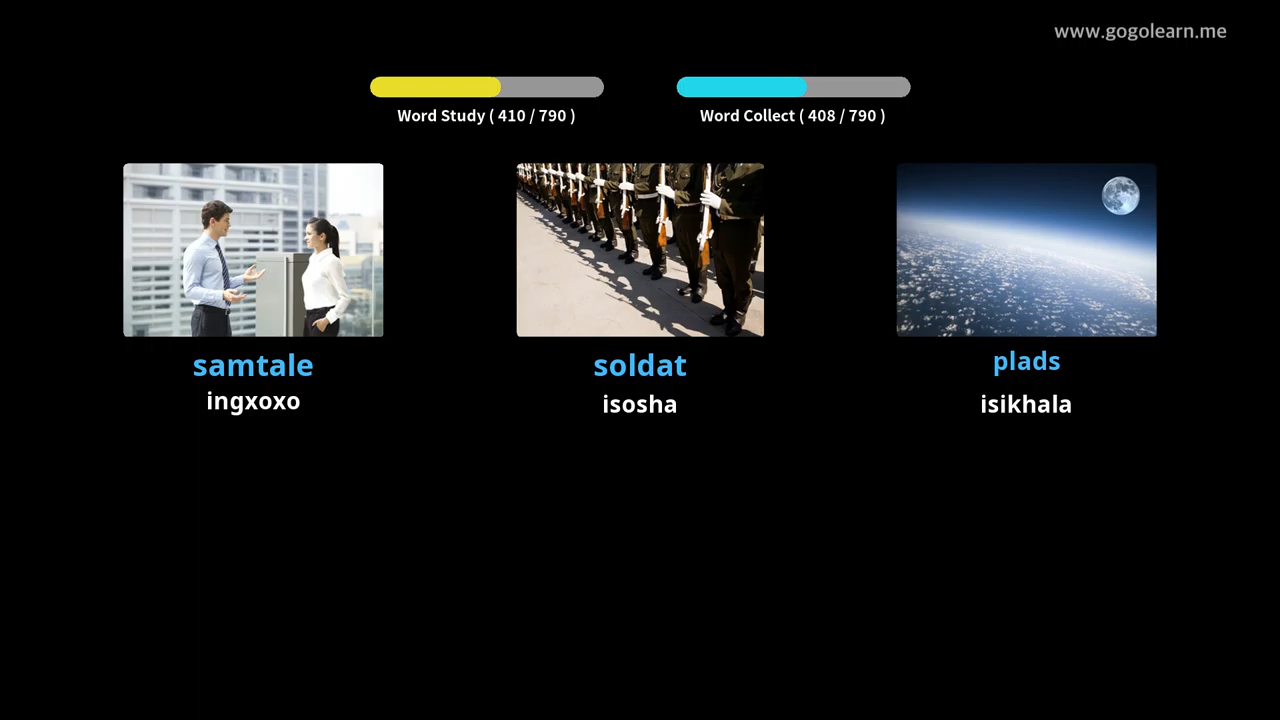 www.gogolearn.me
Word Study ( 410 / 790 )
Word Collect ( 408 / 790 )
samtale
ingxoxo
soldat
isosha
plads
isikhala